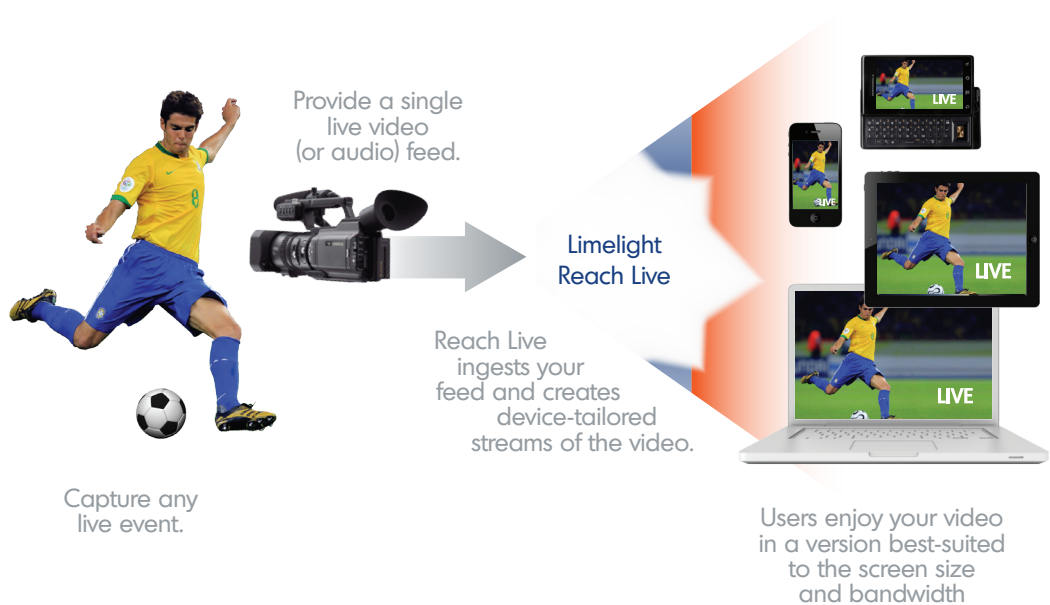 Provide a single
live video
(or audio) feed.
Limelight
Reach Live
Reach Live
ingests your
feed and creates
device-tailored
streams of the video.
Capture any
live event.
8
LIVE
LIVE
LIVE
LIVE
Users enjoy your video
in a version best-suited
to the screen size
and bandwidth